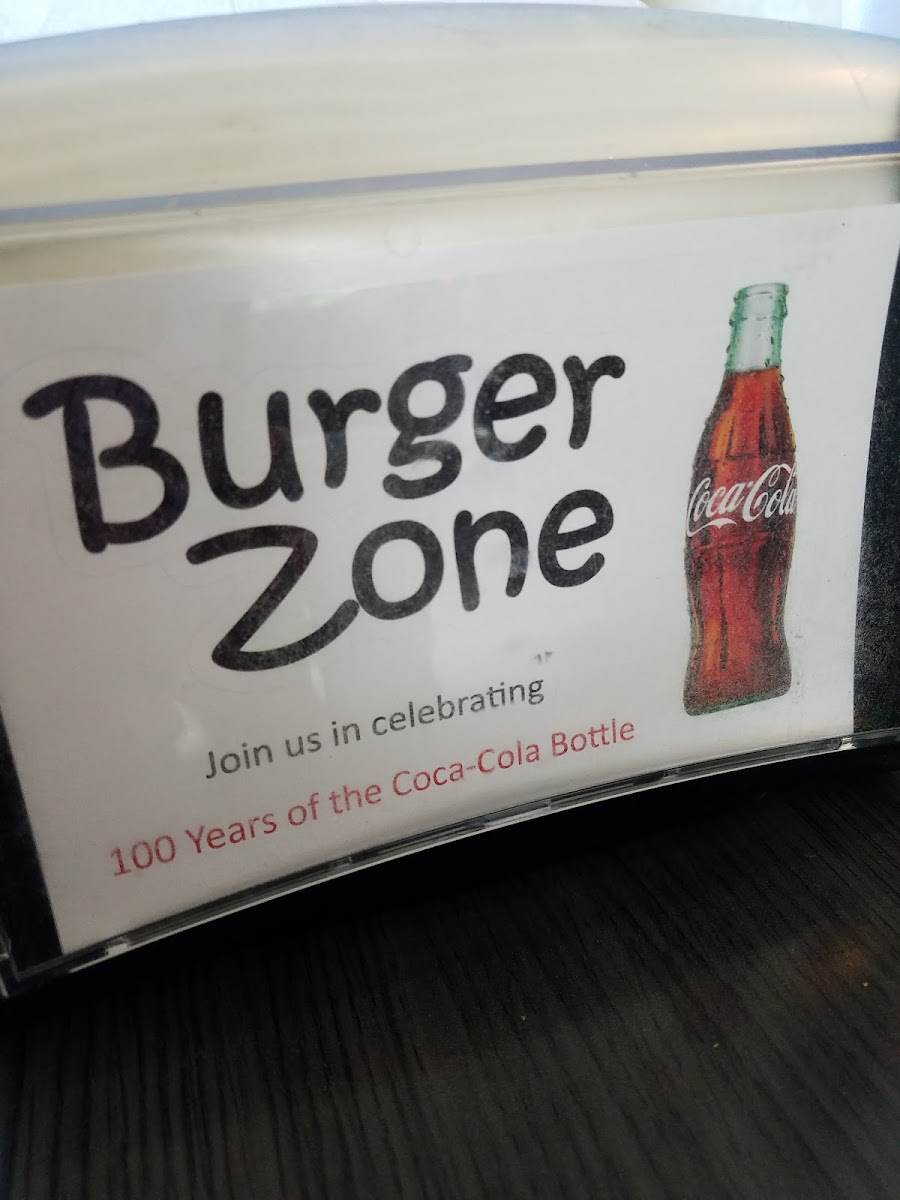 Burger
Zone
Coca-Cola
Join us in celebrating
100 Years of the Coca-Cola Bottle